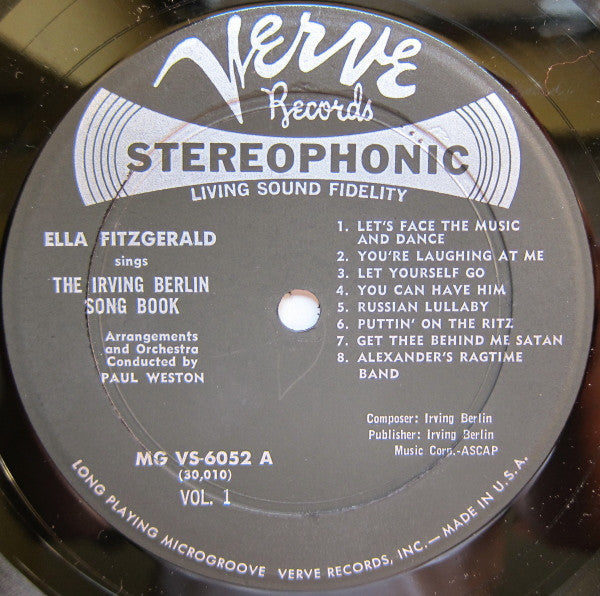 Verve
Records
STEREOPHONIC
LIVING SOUND FIDELITY
ELLA FITZGERALD
sings
THE IRVING BERLIN
SONG BOOK
Arrangements
and Orchestra
Conducted by
PAUL WESTON
1. LET'S FACE THE MUSIC
AND DANCE
2. YOU'RE LAUGHING AT ME
3. LET YOURSELF GO
4. YOU CAN HAVE HIM
5. RUSSIAN LULLABY
6. PUTTIN' ON THE RITZ
7. GET THEE BEHIND ME SATAN
8. ALEXANDER'S RAGTIME
BAND
Composer: Irving Berlin
Publisher: Irving Berlin
Music Corp.-ASCAP
MG VS-6052 A
(30,010)
VOL. 1
LONG PLAYING MICROGROOVE VERVE RECORDS, INC.—MADE IN U.S.A.